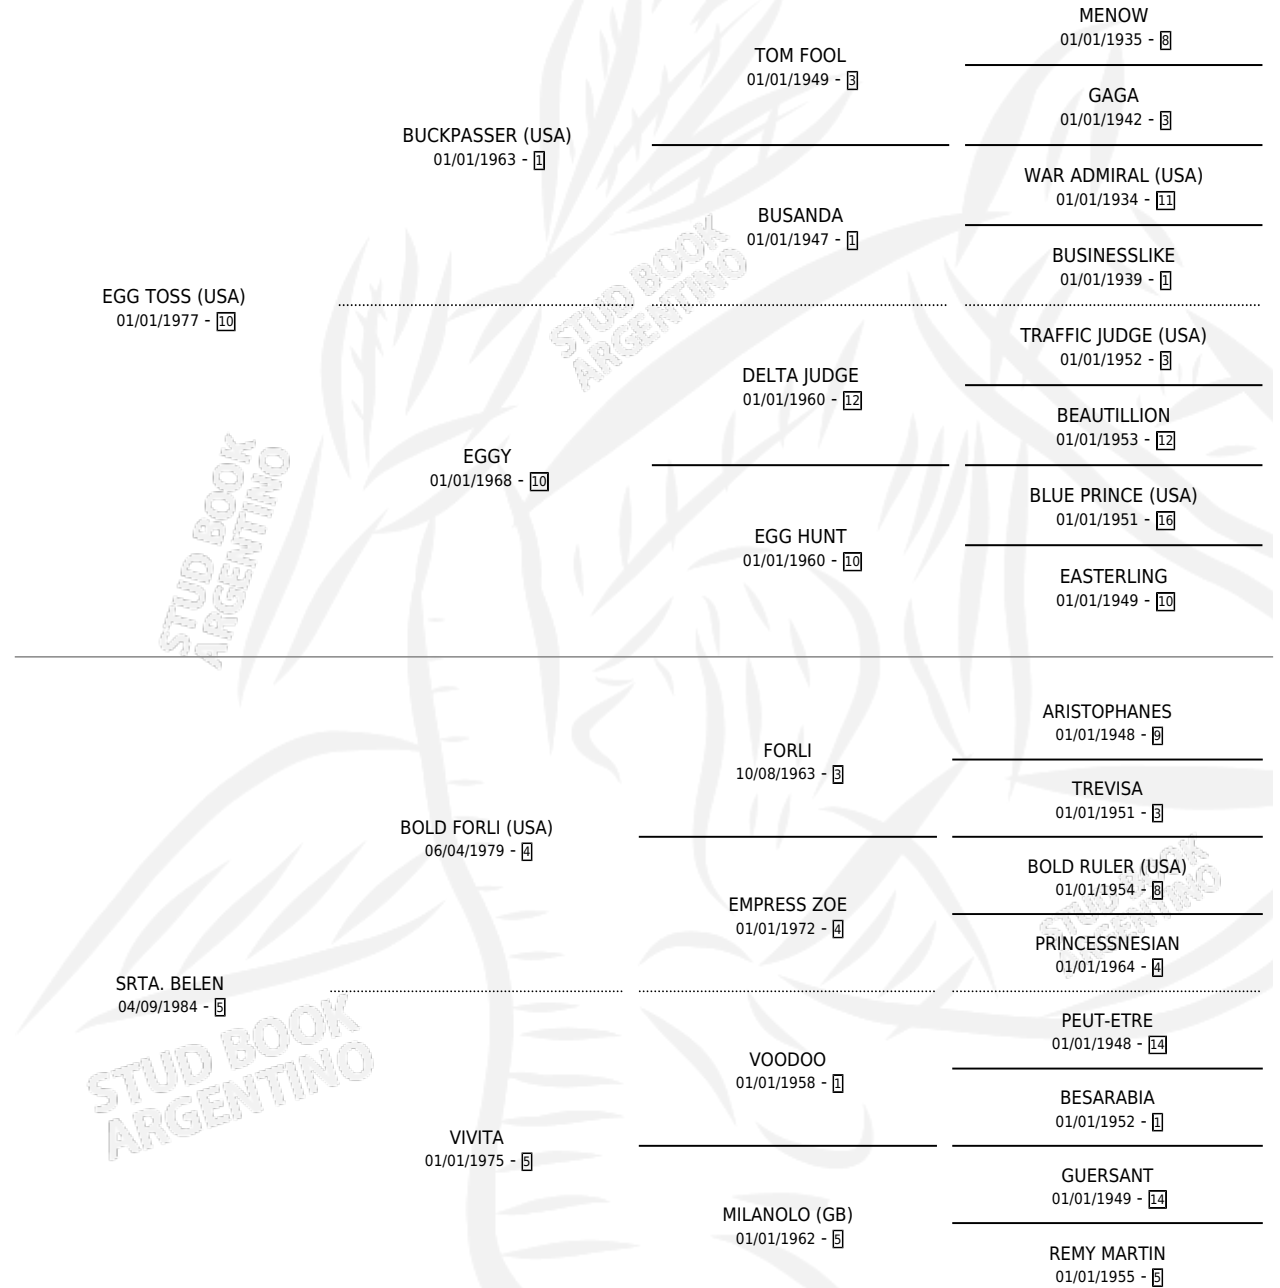 MENOW
01/01/1935 - 8
TOM FOOL
01/01/1949 - 3
GAGA
01/01/1942 - 3
BUCKPASSER (USA)
01/01/1963 - 1
WAR ADMIRAL (USA)
01/01/1934 - 11
BUSANDA
01/01/1947 - 1
BUSINESSLIKE
01/01/1939 - 1
EGG TOSS (USA)
01/01/1977 - 10
STUD BOOK
ARGENTINO
TRAFFIC JUDGE (USA)
01/01/1952 - 3
DELTA JUDGE
01/01/1960 - 12
BEAUTILLION
01/01/1953 - 12
EGGY
01/01/1968 - 10
BLUE PRINCE (USA)
01/01/1951 - 16
EGG HUNT
01/01/1960 - 10
EASTERLING
01/01/1949 - 10
STUD BOOK
ARGENTINO
ARISTOPHANES
01/01/1948 - 9
FORLI
10/08/1963 - 3
TREVISA
01/01/1951 - 3
BOLD FORLI (USA)
06/04/1979 - 4
BOLD RULER (USA)
01/01/1954 - 8
EMPRESS ZOE
01/01/1972 - 4
PRINCESSNESIAN
01/01/1964 - 4
STUD BOOK
ARGENTINO
SRTA. BELEN
04/09/1984 - 5
PEUT-ETRE
01/01/1948 - 14
VOODOO
01/01/1958 - 1
BESARABIA
01/01/1952 - 1
STUD BOOK
ARGENTINO
VIVITA
01/01/1975 - 5
GUERSANT
01/01/1949 - 14
MILANOLO (GB)
01/01/1962 - 5
REMY MARTIN
01/01/1955 - 5